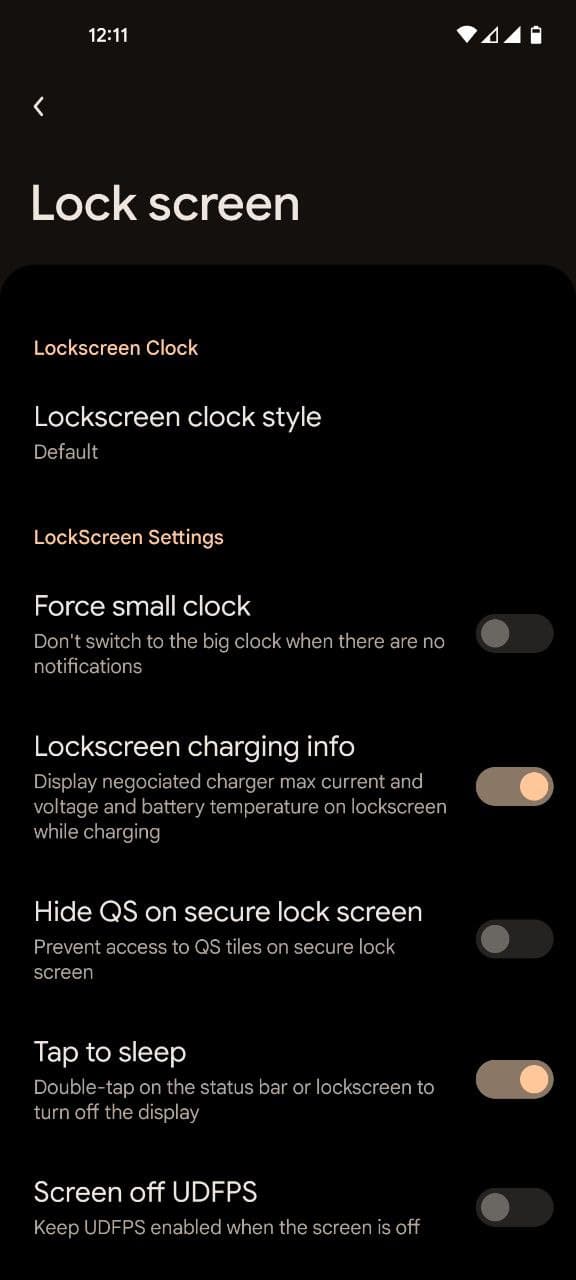 12:11
Lock screen
Lockscreen Clock
Lockscreen clock style
Default
LockScreen Settings
Force small clock
Don't switch to the big clock when there are no
notifications
Lockscreen charging info
Display negociated charger max current and
voltage and battery temperature on lockscreen
while charging
Hide QS on secure lock screen
Prevent access to QS tiles on secure lock
screen
Tap to sleep
Double-tap on the status bar or lockscreen to
turn off the display
Screen off UDFPS
Keep UDFPS enabled when the screen is off